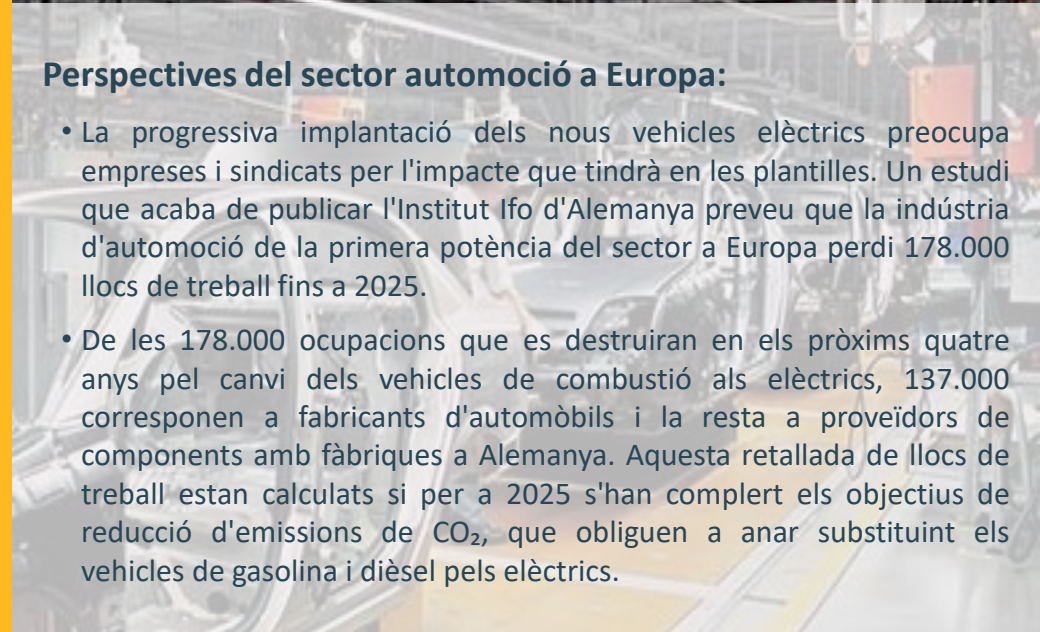 Perspectives del sector automoció a Europa:
• La progressiva implantació dels nous vehicles elèctrics preocupa
empreses i sindicats per l'impacte que tindrà en les plantilles. Un estudi
que acaba de publicar l'Institut Ifo d'Alemanya preveu que la indústria
d'automoció de la primera potència del sector a Europa perdi 178.000
llocs de treball fins a 2025.
• De les 178.000 ocupacions que es destruiran en els pròxims quatre
anys pel canvi dels vehicles de combustió als elèctrics, 137.000
corresponen a fabricants d'automòbils i la resta a proveïdors de
components amb fàbriques a Alemanya. Aquesta retallada de llocs de
treball estan calculats si per a 2025 s'han complert els objectius de
reducció d'emissions de CO₂, que obliguen a anar substituint els
vehicles de gasolina i dièsel pels elèctrics.